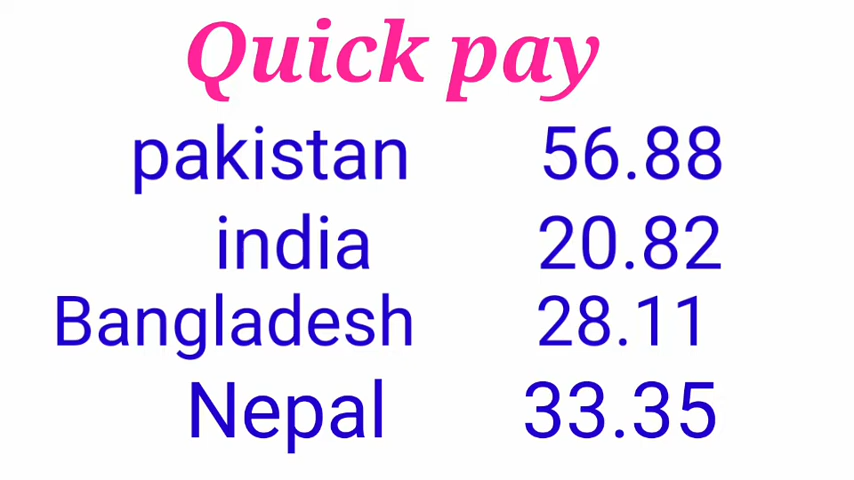 Quick pay
pakistan 56.88
india 20.82
Bangladesh 28.11
Nepal 33.35